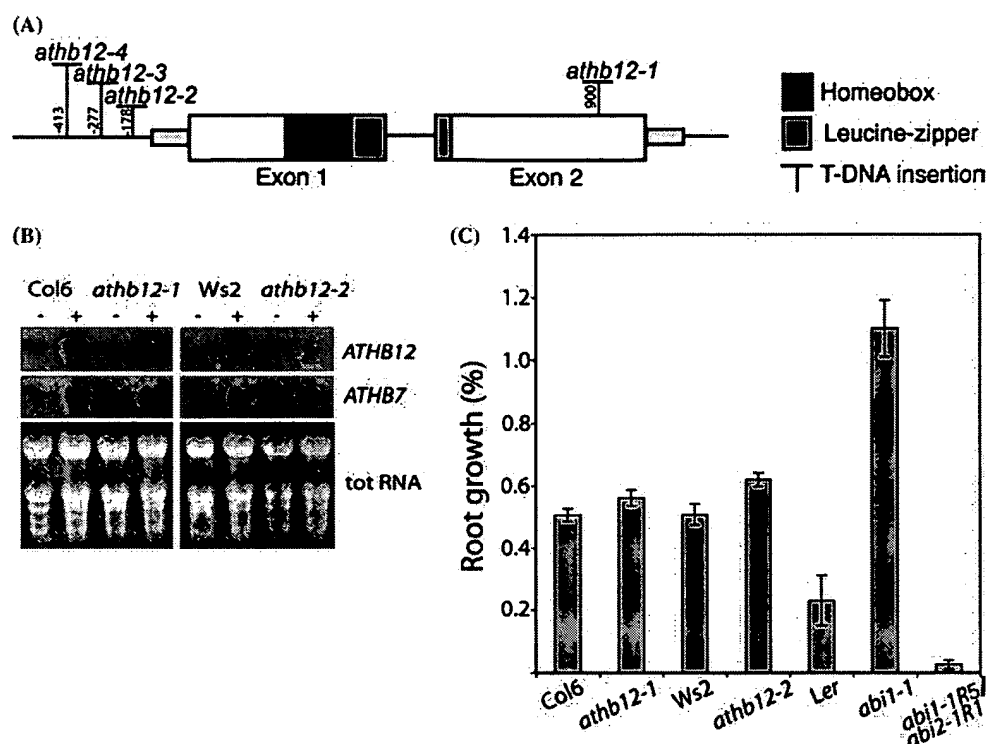 (A)
athb12-4
athb12-3
athb12-2
athb12-1
-413
-277
-178
900
Exon 1
Exon 2
Homeobox
Leucine-zipper
T-DNA insertion
(B)
Col6 athb12-1 Ws2 athb12-2
- + - + - + - +
ATHB12
ATHB7
tot RNA
(C)
Root growth (%)
1.4
1.2
1.0
0.8
0.6
0.4
0.2
Col6
athb12-1
Ws2
athb12-2
Ler
abi1-1
abi1-1R5/
abi2-1R1